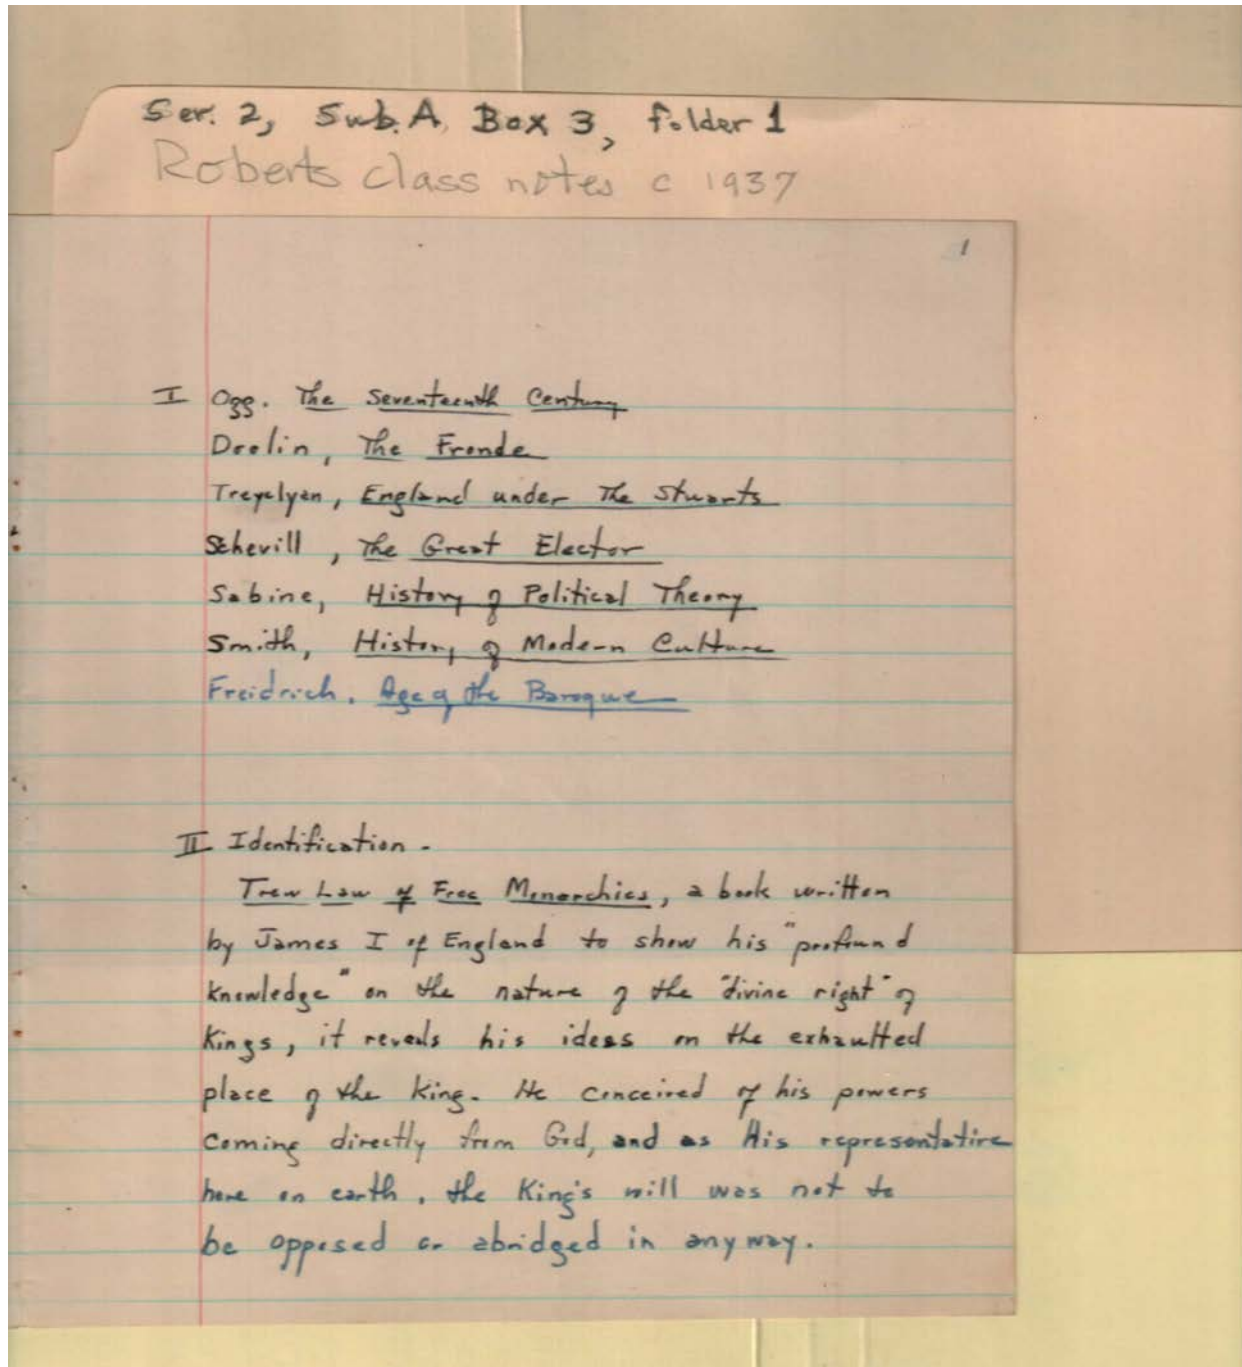 Ser. 2, Sub. A, Box 3, folder 1
Roberts class notes c 1937
1
I Ogg. The Seventeenth Century
Doolin, The Fronde
Treyelyan, England under The Stuarts
Schevill, The Great Elector
Sabine, History of Political Theory
Smith, History of Modern Culture
Freidrich. Age of the Baroque
II Identification -
Trew Law of Free Monarchies, a book written
by James I of England to show his "profound
knowledge" on the nature of the "divine right" of
Kings, it reveals his ideas on the exhaulted
place of the King. He conceived of his powers
coming directly from God, and as His representative
here on earth, the King's will was not to
be opposed or abridged in anyway.